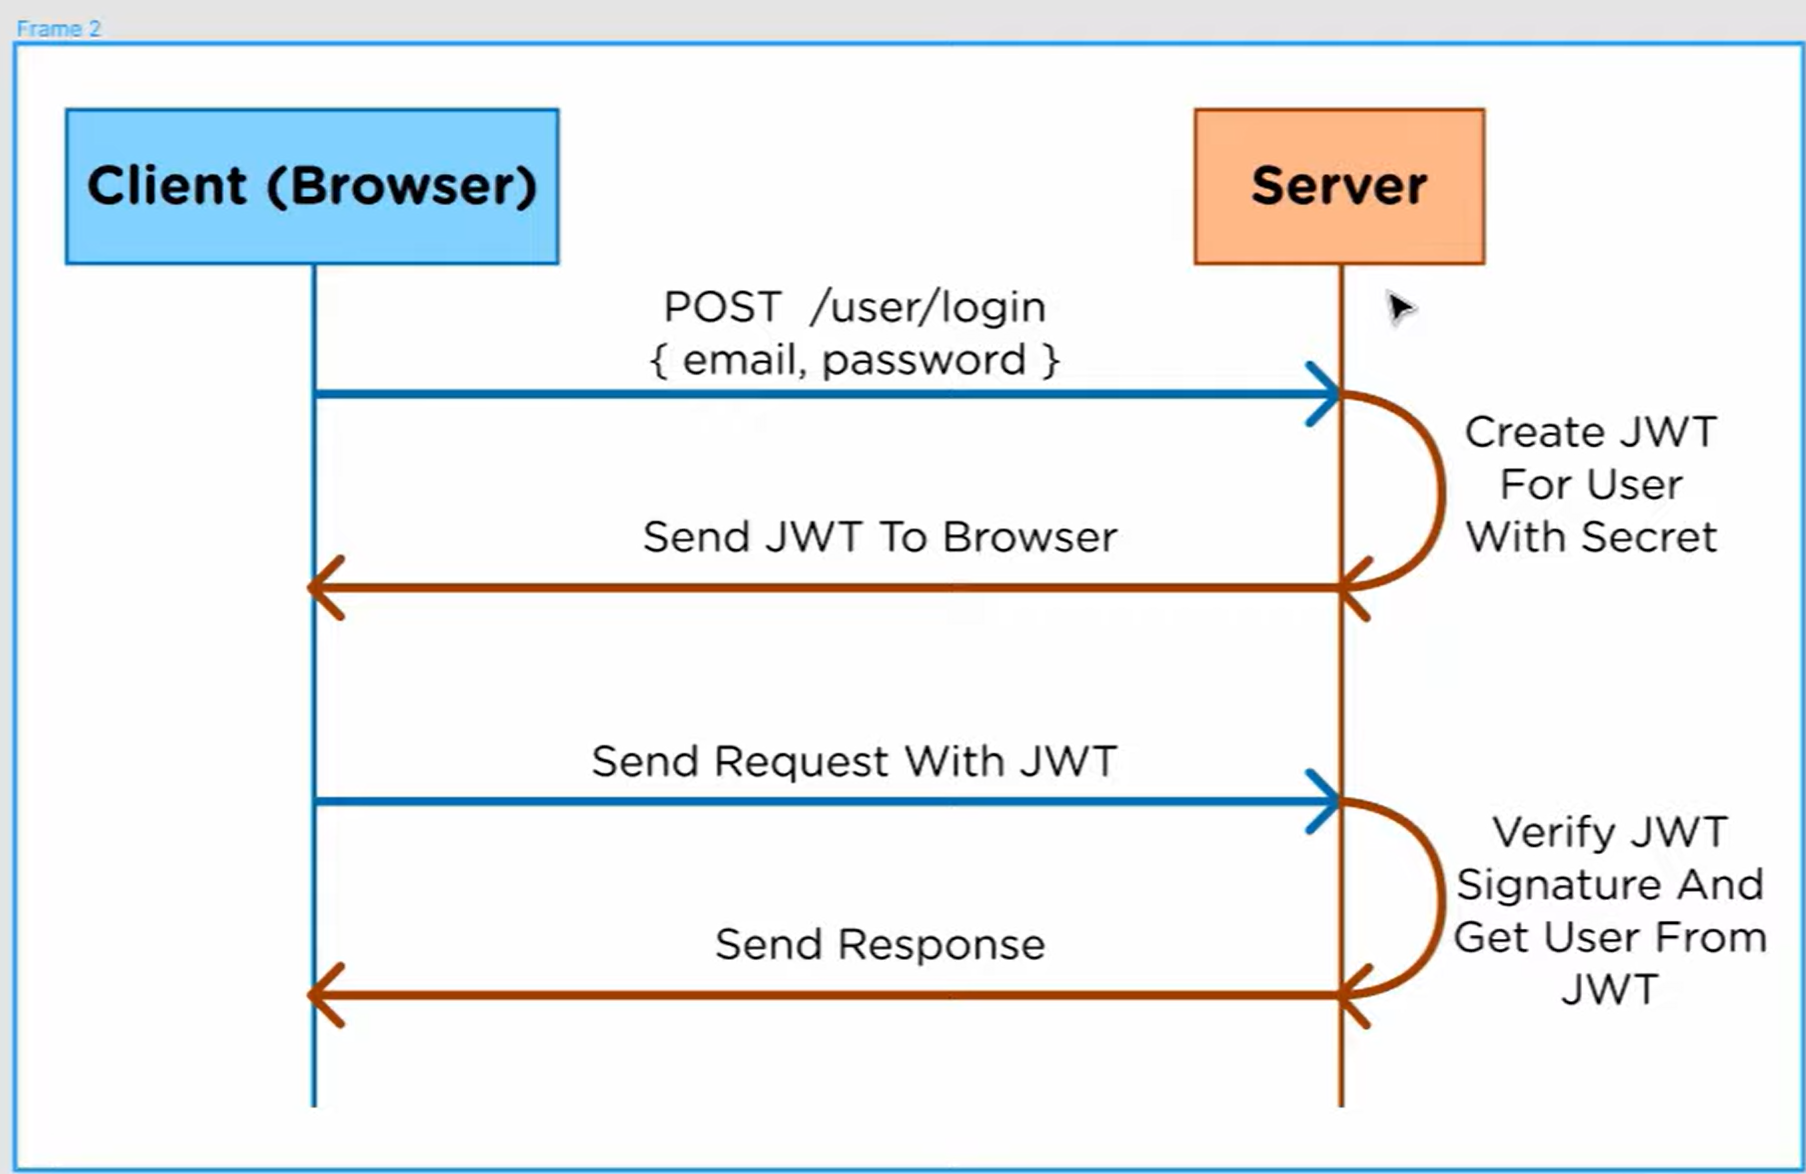 Frame 2
Client (Browser)
Server
POST /user/login
{ email, password }
Create JWT
For User
With Secret
Send JWT To Browser
Send Request With JWT
Verify JWT
Signature And
Get User From
JWT
Send Response